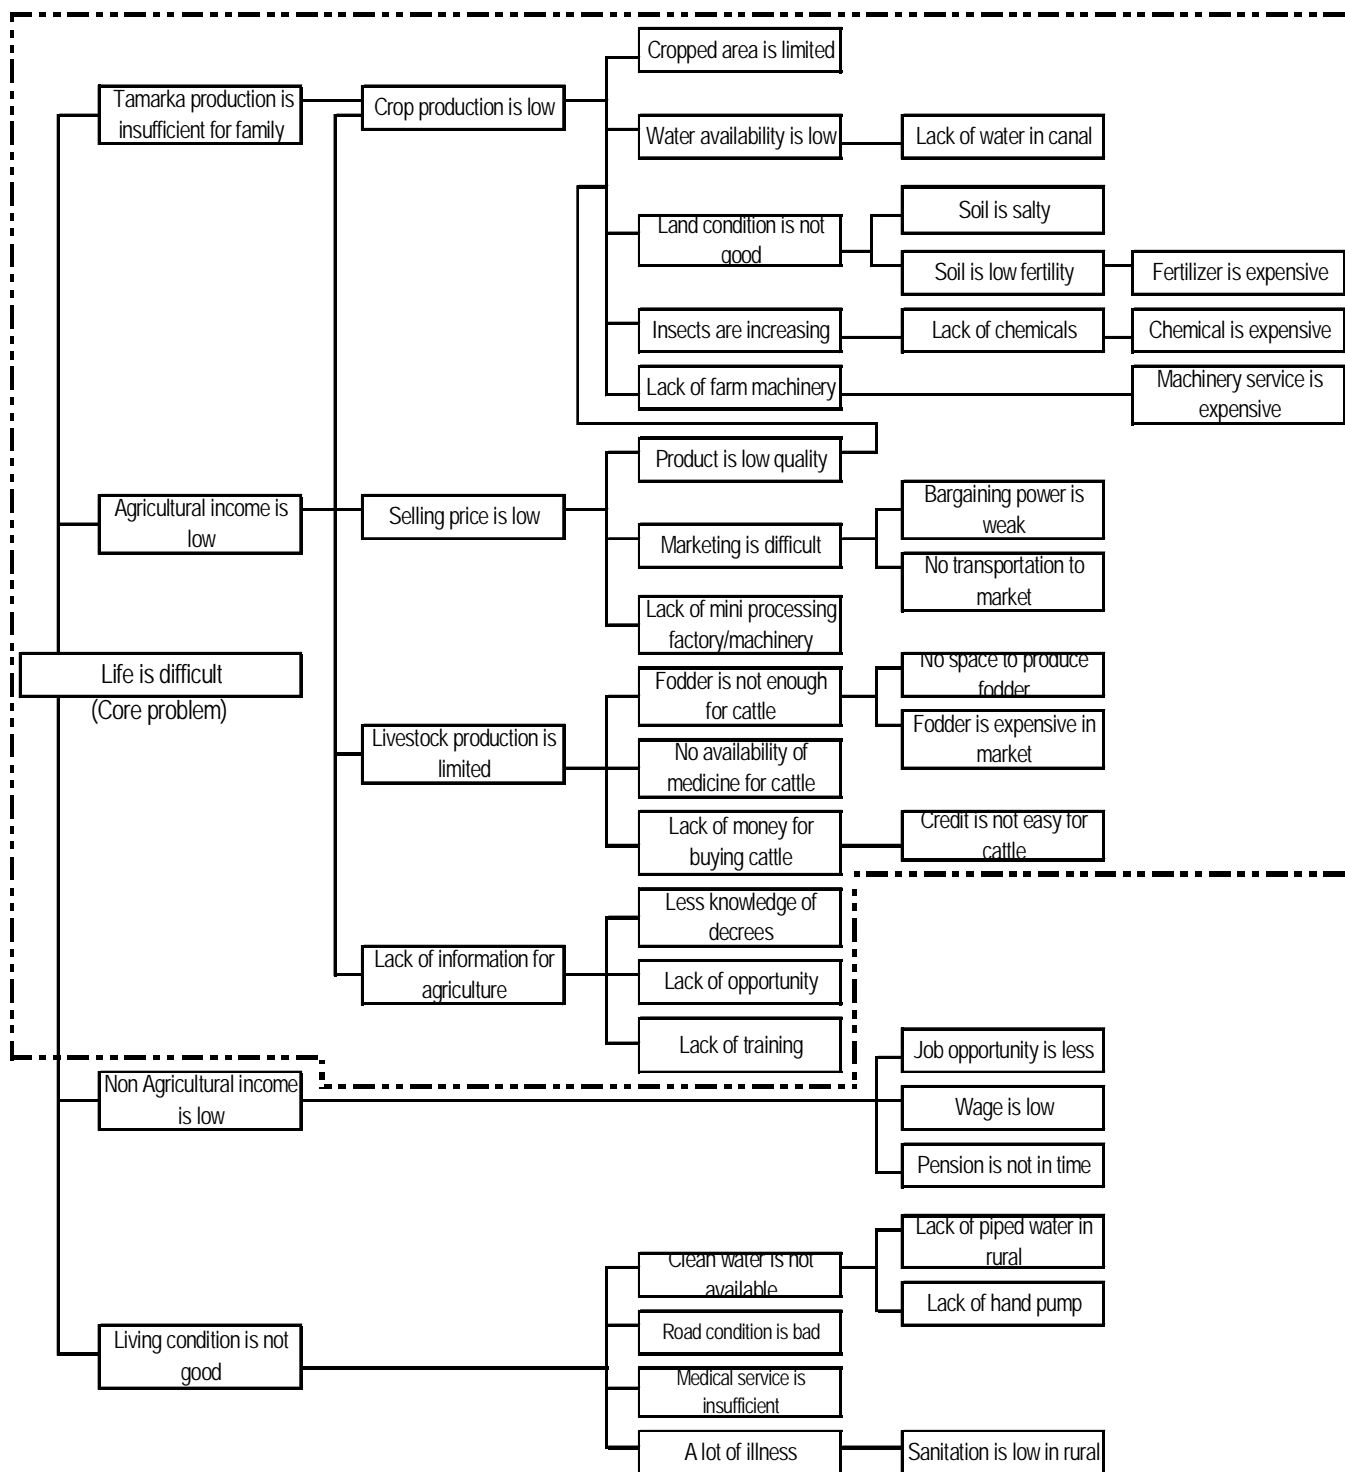 Cropped area is limited
Tamarka production is
insufficient for family
Crop production is low
Water availability is low
Lack of water in canal
Land condition is not
good
Soil is salty
Soil is low fertility
Fertilizer is expensive
Insects are increasing
Lack of chemicals
Chemical is expensive
Lack of farm machinery
Machinery service is
expensive
Product is low quality
Agricultural income is
low
Selling price is low
Marketing is difficult
Bargaining power is
weak
No transportation to
market
Lack of mini processing
factory/machinery
Life is difficult
(Core problem)
Fodder is not enough
for cattle
No space to produce
fodder
Fodder is expensive in
market
Livestock production is
limited
No availability of
medicine for cattle
Lack of money for
buying cattle
Credit is not easy for
cattle
Less knowledge of
decrees
Lack of information for
agriculture
Lack of opportunity
Lack of training
Non Agricultural income
is low
Job opportunity is less
Wage is low
Pension is not in time
Clean water is not
available
Lack of piped water in
rural
Lack of hand pump
Living condition is not
good
Road condition is bad
Medical service is
insufficient
A lot of illness
Sanitation is low in rural